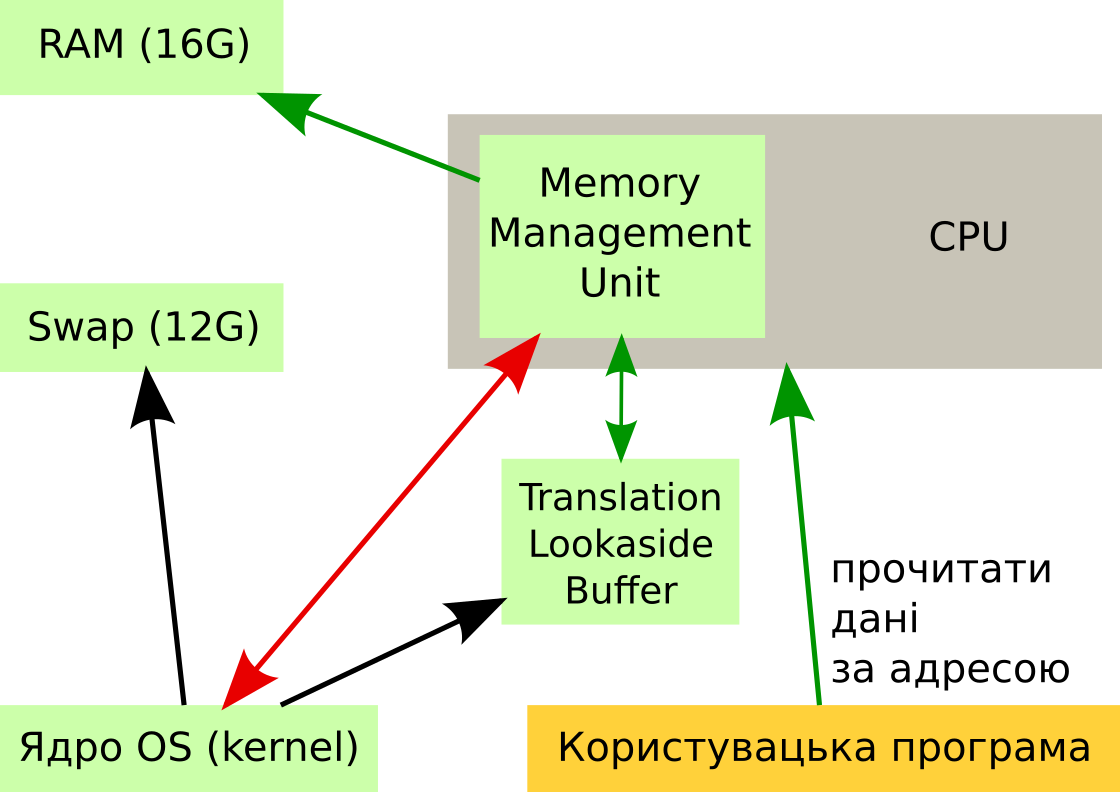 RAM (16G)
Memory
Management
Unit
CPU
Swap (12G)
Translation
Lookaside
Buffer
прочитати
дані
за адресою
Ядро OS (kernel)
Користувацька програма